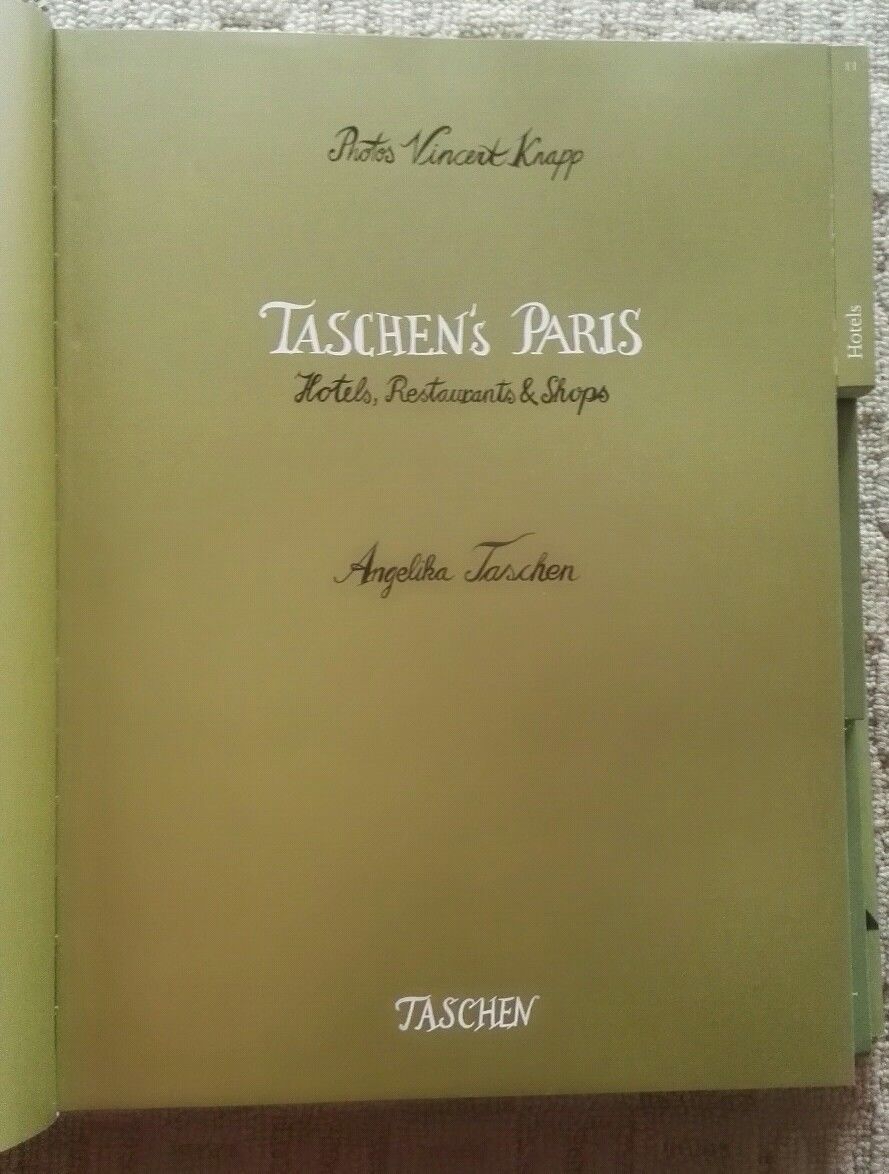 Photos Vincent Knapp
TASCHEN's PARIS
Hotels, Restaurants & Shops
Angelika Taschen
TASCHEN
Hotels